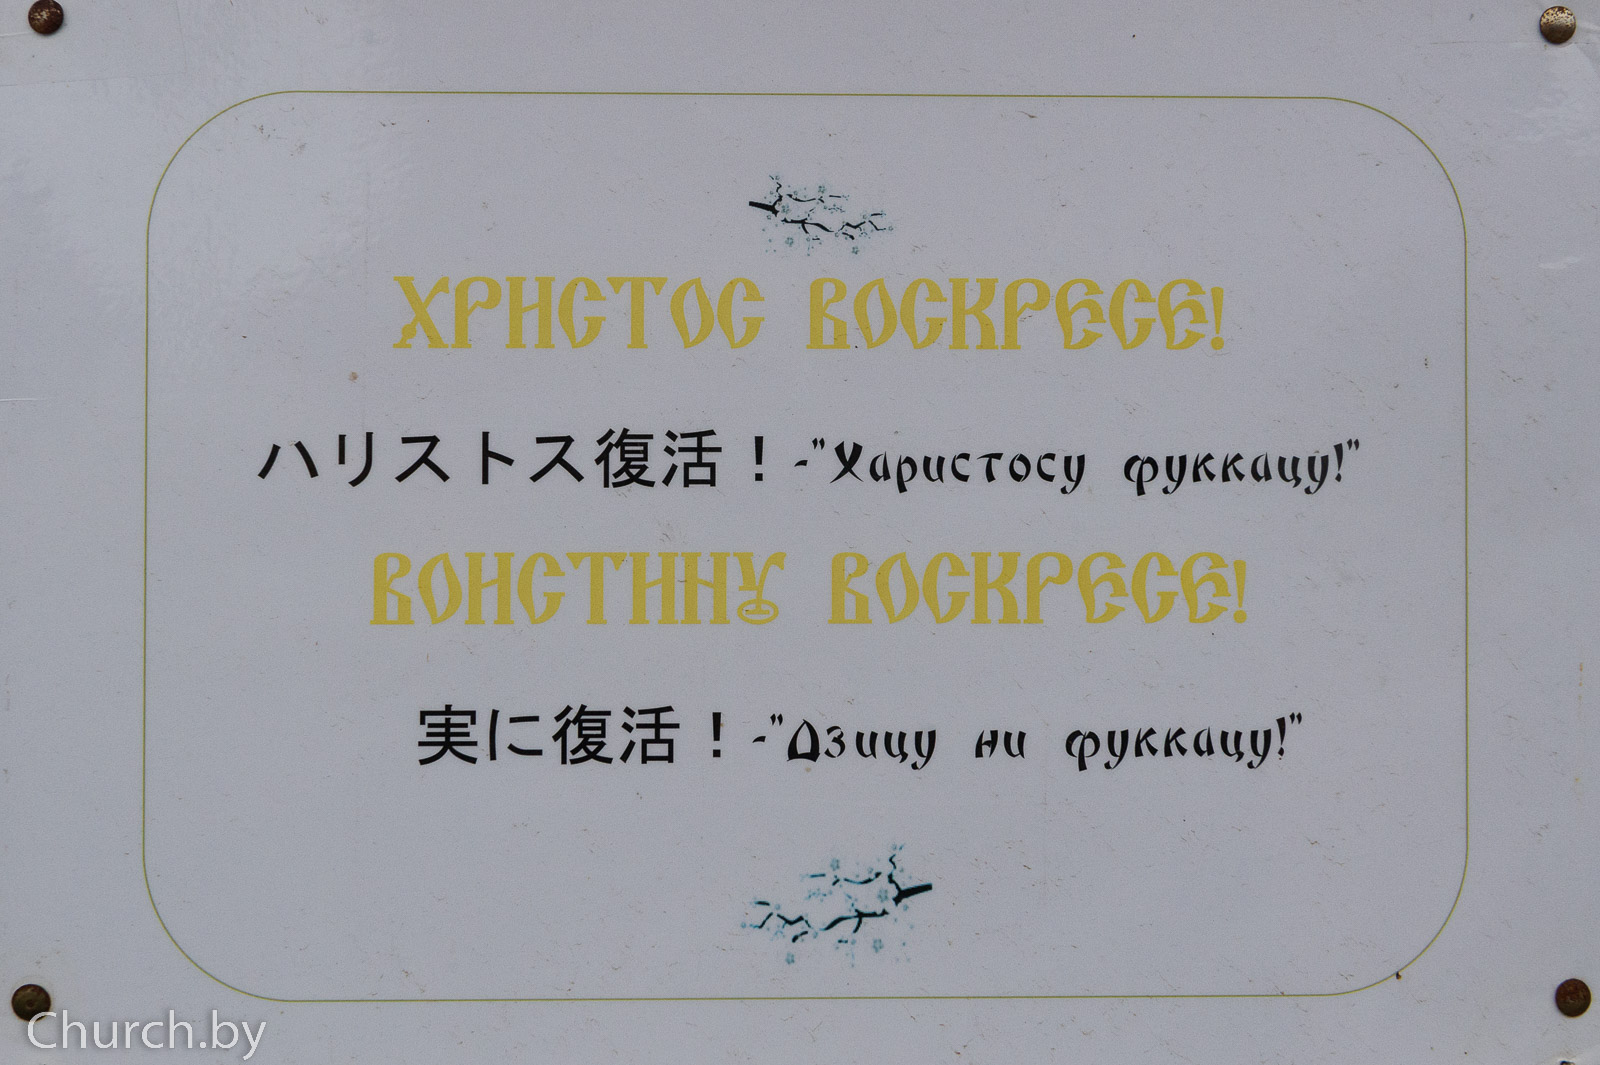 ХРИСТОС ВОСКРЕСЕ!
ハリストス復活！-"Харистосу фуккацу!"
ВОИСТИНУ ВОСКРЕСЕ!
実に復活！-"Дзицу ни фуккацу!"
Church.by